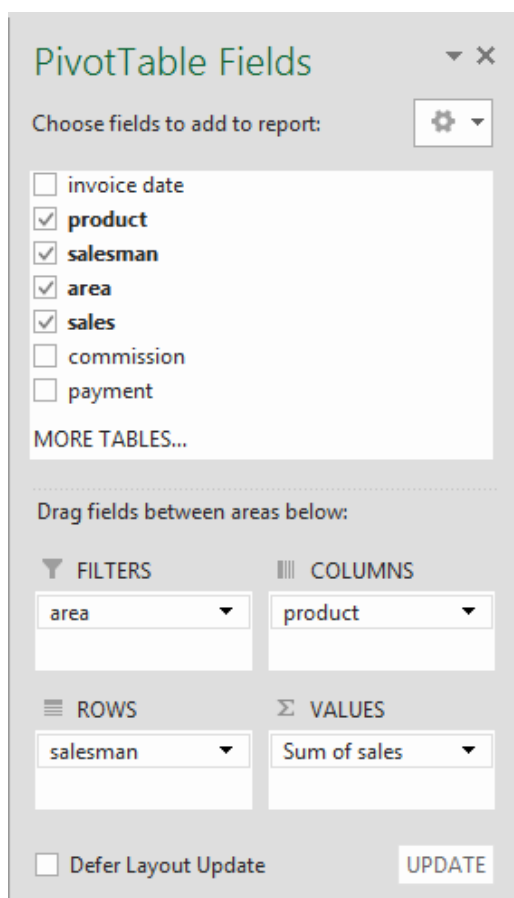 PivotTable Fields
Choose fields to add to report:
invoice date
product
salesman
area
sales
commission
payment
MORE TABLES...
Drag fields between areas below:
FILTERS
COLUMNS
area
product
ROWS
Σ VALUES
salesman
Sum of sales
Defer Layout Update
UPDATE